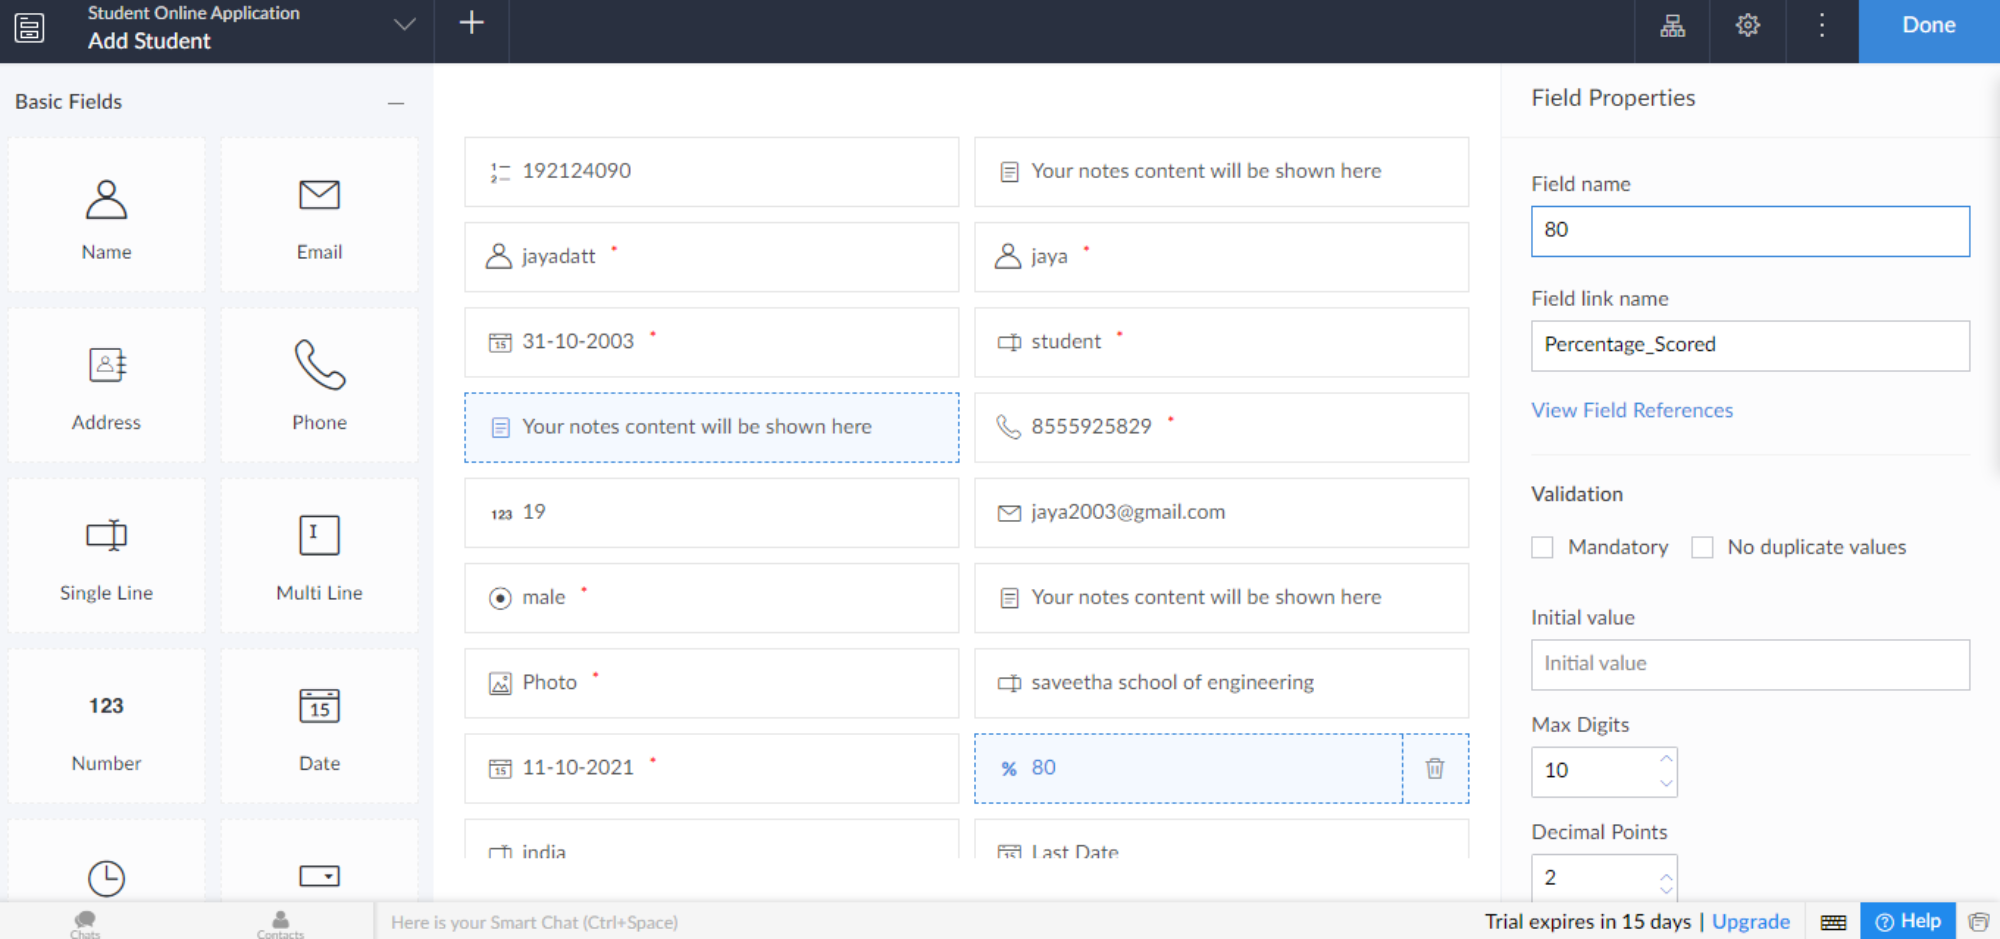 Student Online Application
Add Student
Done
Basic Fields
Name
Email
Address
Phone
Single Line
I
Multi Line
123
Number
15
Date
1
2
192124090
Your notes content will be shown here
jayadatt *
jaya *
15
31-10-2003 *
student *
Your notes content will be shown here
8555925829 *
123 19
jaya2003@gmail.com
male *
Your notes content will be shown here
Photo *
saveetha school of engineering
15
11-10-2021 *
% 80
india
15
Last Date
Field Properties
Field name
80
Field link name
Percentage_Scored
View Field References
Validation
Mandatory
No duplicate values
Initial value
Initial value
Max Digits
10
Decimal Points
2
Chats
Contacts
Here is your Smart Chat (Ctrl+Space)
Trial expires in 15 days | Upgrade
? Help